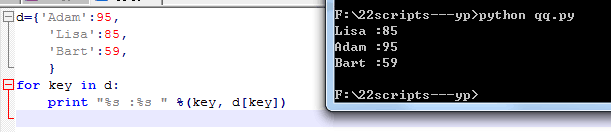 d={'Adam':95,
'Lisa':85,
'Bart':59,
}
for key in d:
print "%s :%s " %(key, d[key])
F:\22scripts---yp>python qq.py
Lisa :85
Adam :95
Bart :59
F:\22scripts---yp>